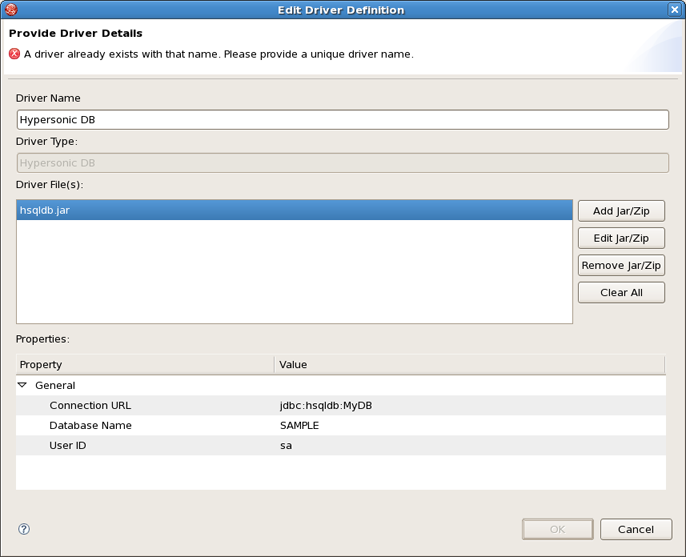 Edit Driver Definition
Provide Driver Details
A driver already exists with that name. Please provide a unique driver name.
Driver Name
Hypersonic DB
Driver Type:
Hypersonic DB
Driver File(s):
hsqldb.jar
Add Jar/Zip
Edit Jar/Zip
Remove Jar/Zip
Clear All
Properties:
Property Value
General
Connection URL jdbc:hsqldb:MyDB
Database Name SAMPLE
User ID sa
OK Cancel